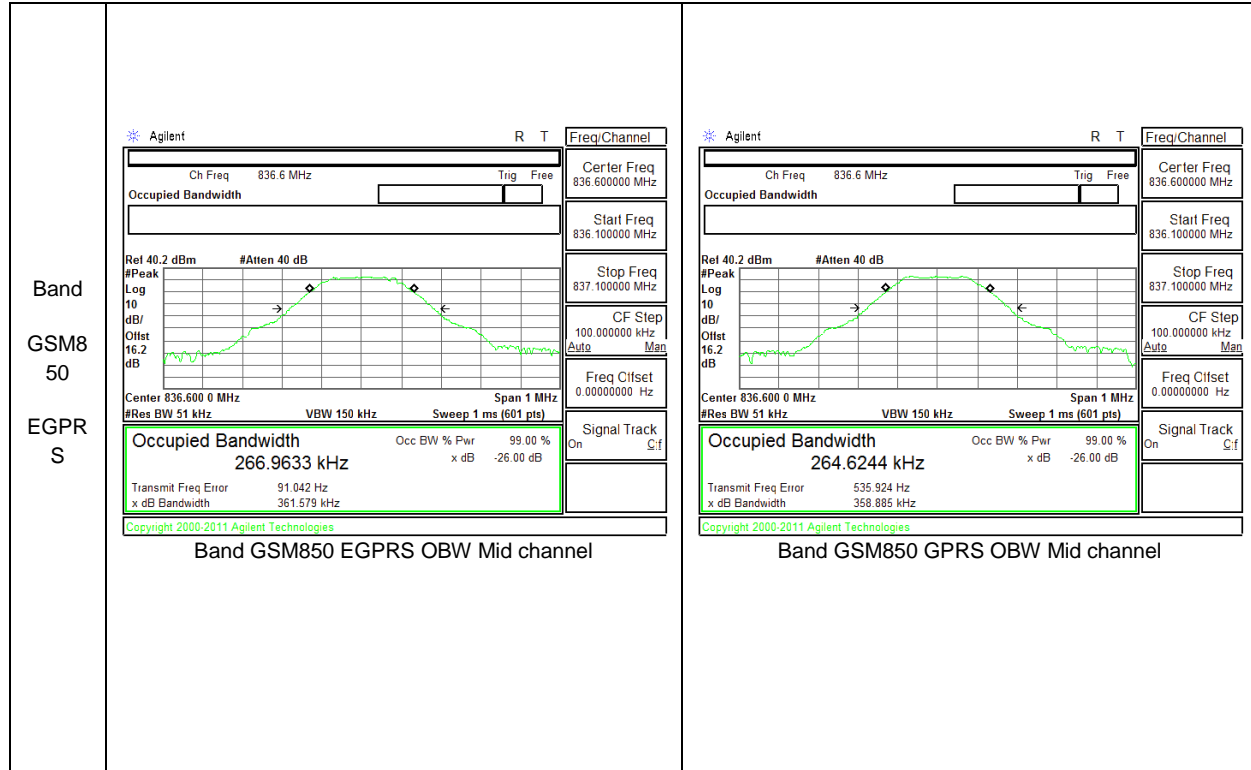 Band
GSM8
50
EGPR
S
Agilent
R T
Ch Freq 836.6 MHz Trig Free
Occupied Bandwidth
Ref 40.2 dBm #Atten 40 dB
#Peak
Log
10
dB/
Offst
16.2
dB
Center 836.600 0 MHz Span 1 MHz
#Res BW 51 kHz VBW 150 kHz Sweep 1 ms (601 pts)
Occupied Bandwidth Occ BW % Pwr 99.00 %
266.9633 kHz x dB -26.00 dB
Transmit Freq Error 91.042 Hz
x dB Bandwidth 361.579 kHz
Copyright 2000-2011 Agilent Technologies
Freq/Channel
Center Freq
836.600000 MHz
Start Freq
836.100000 MHz
Stop Freq
837.100000 MHz
CF Step
100.000000 kHz
Auto Man
Freq Offset
0.00000000 Hz
Signal Track
On Off
Band GSM850 EGPRS OBW Mid channel
Agilent
R T
Ch Freq 836.6 MHz Trig Free
Occupied Bandwidth
Ref 40.2 dBm #Atten 40 dB
#Peak
Log
10
dB/
Offst
16.2
dB
Center 836.600 0 MHz Span 1 MHz
#Res BW 51 kHz VBW 150 kHz Sweep 1 ms (601 pts)
Occupied Bandwidth Occ BW % Pwr 99.00 %
264.6244 kHz x dB -26.00 dB
Transmit Freq Error 535.924 Hz
x dB Bandwidth 358.885 kHz
Copyright 2000-2011 Agilent Technologies
Freq/Channel
Center Freq
836.600000 MHz
Start Freq
836.100000 MHz
Stop Freq
837.100000 MHz
CF Step
100.000000 kHz
Auto Man
Freq Offset
0.00000000 Hz
Signal Track
On Off
Band GSM850 GPRS OBW Mid channel